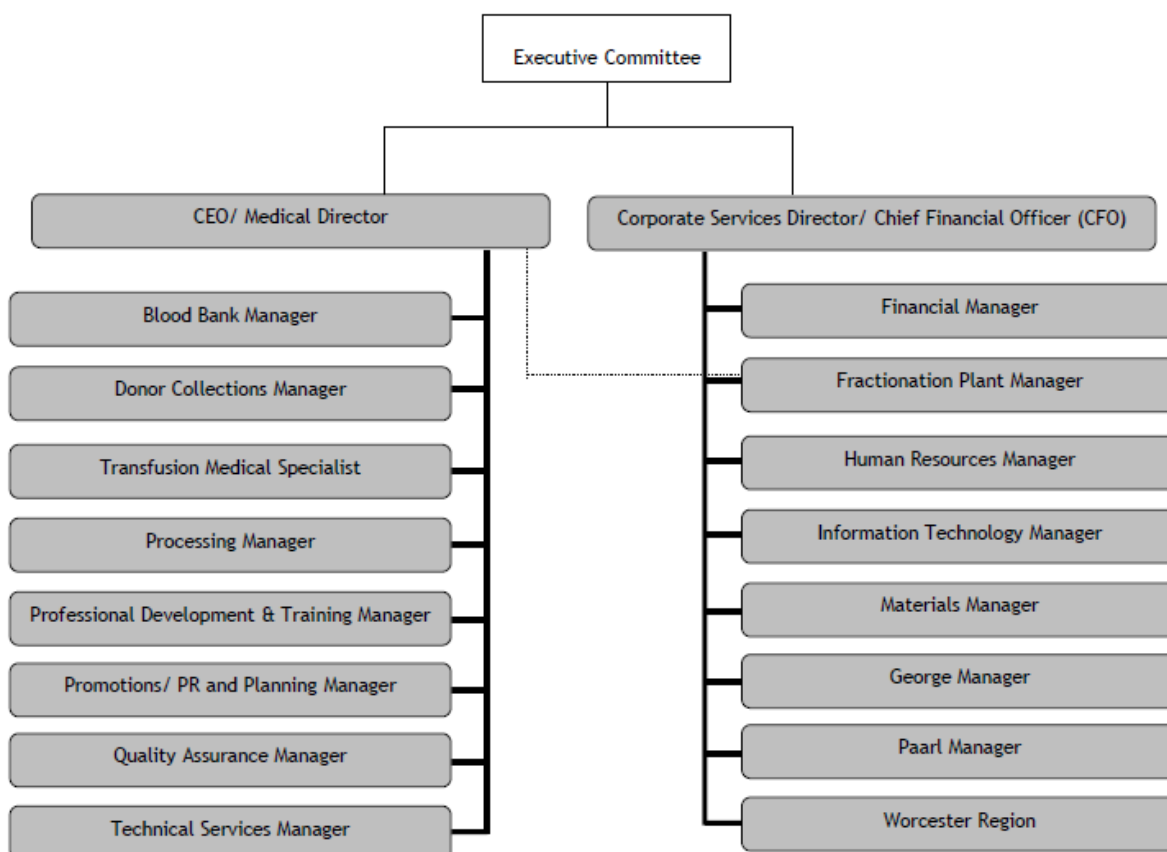 Executive Committee
CEO/ Medical Director
Corporate Services Director/ Chief Financial Officer (CFO)
Blood Bank Manager
Donor Collections Manager
Transfusion Medical Specialist
Processing Manager
Professional Development & Training Manager
Promotions/ PR and Planning Manager
Quality Assurance Manager
Technical Services Manager
Financial Manager
Fractionation Plant Manager
Human Resources Manager
Information Technology Manager
Materials Manager
George Manager
Paarl Manager
Worcester Region